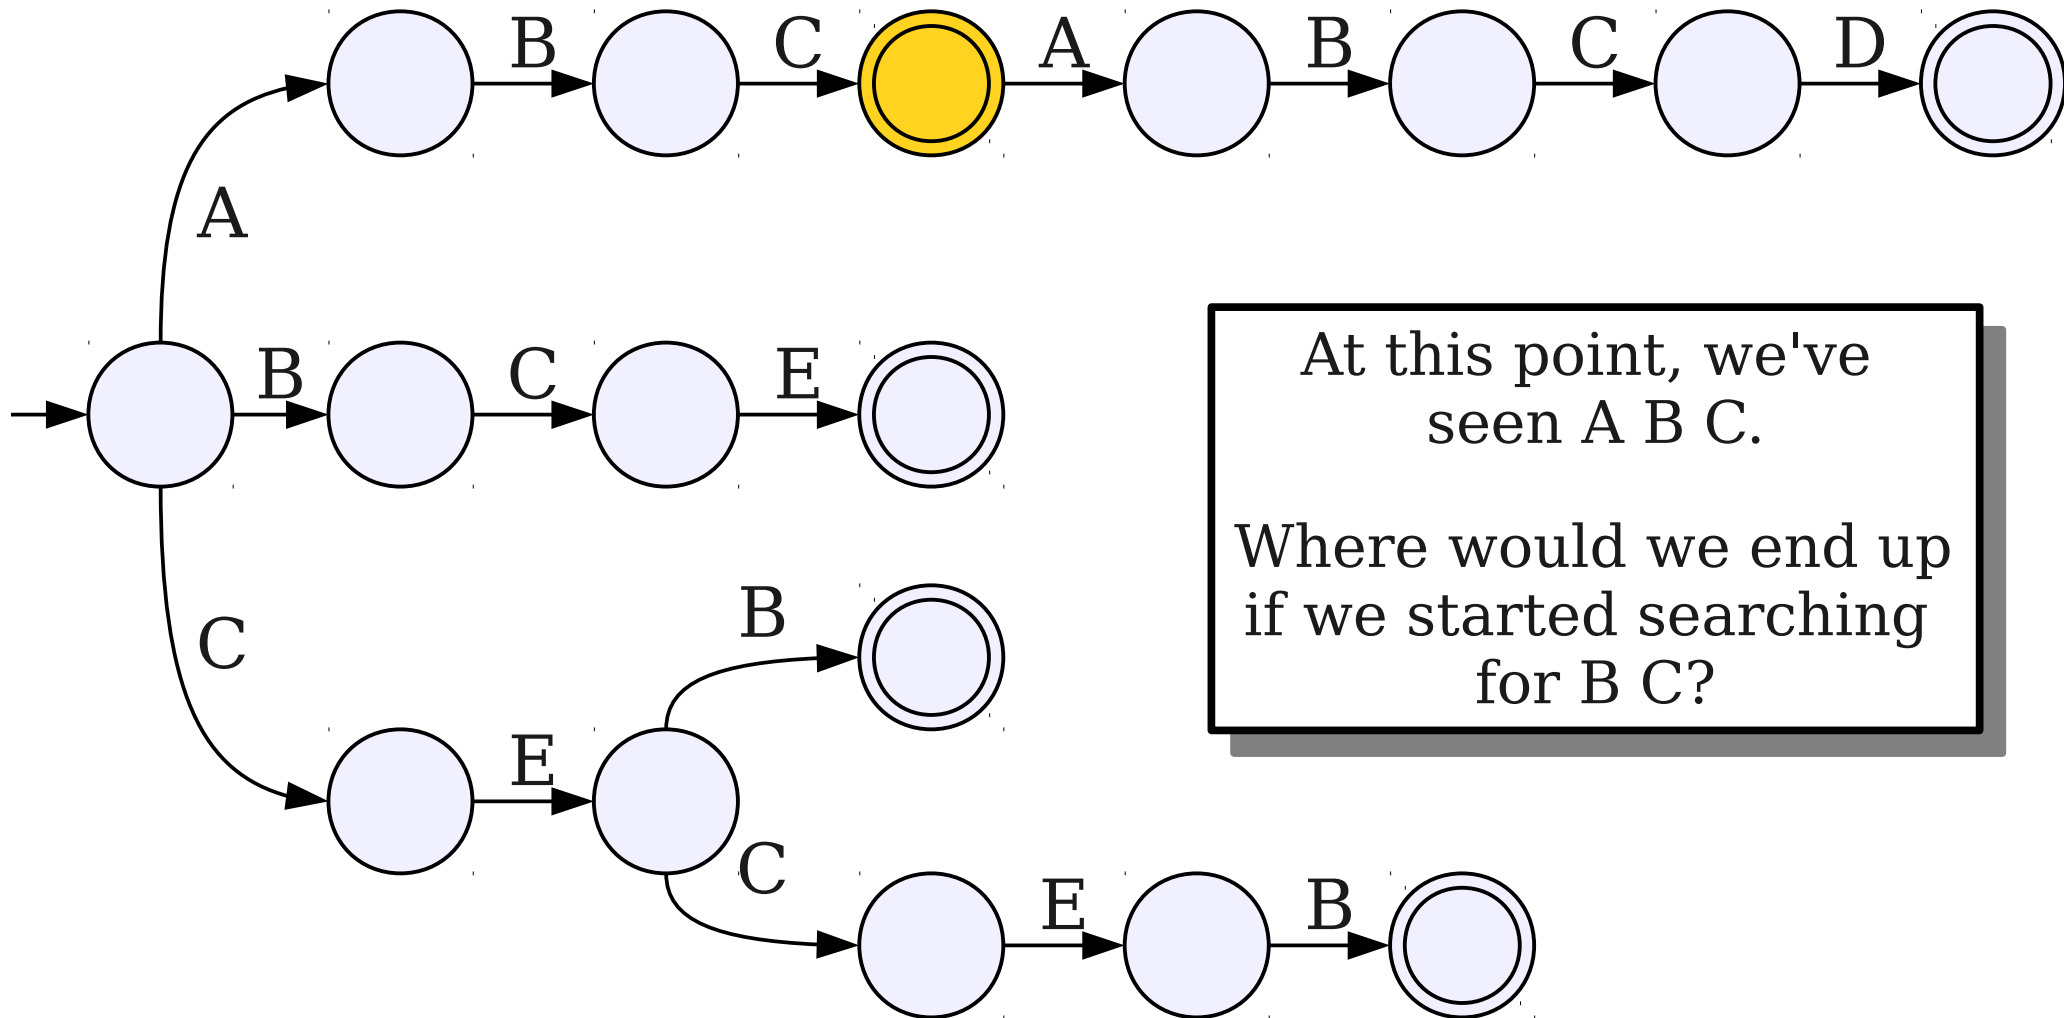 B C A B C D
A
B C E
At this point, we've
seen A B C.
Where would we end up
if we started searching
for B C?
B
C
E
C
E B